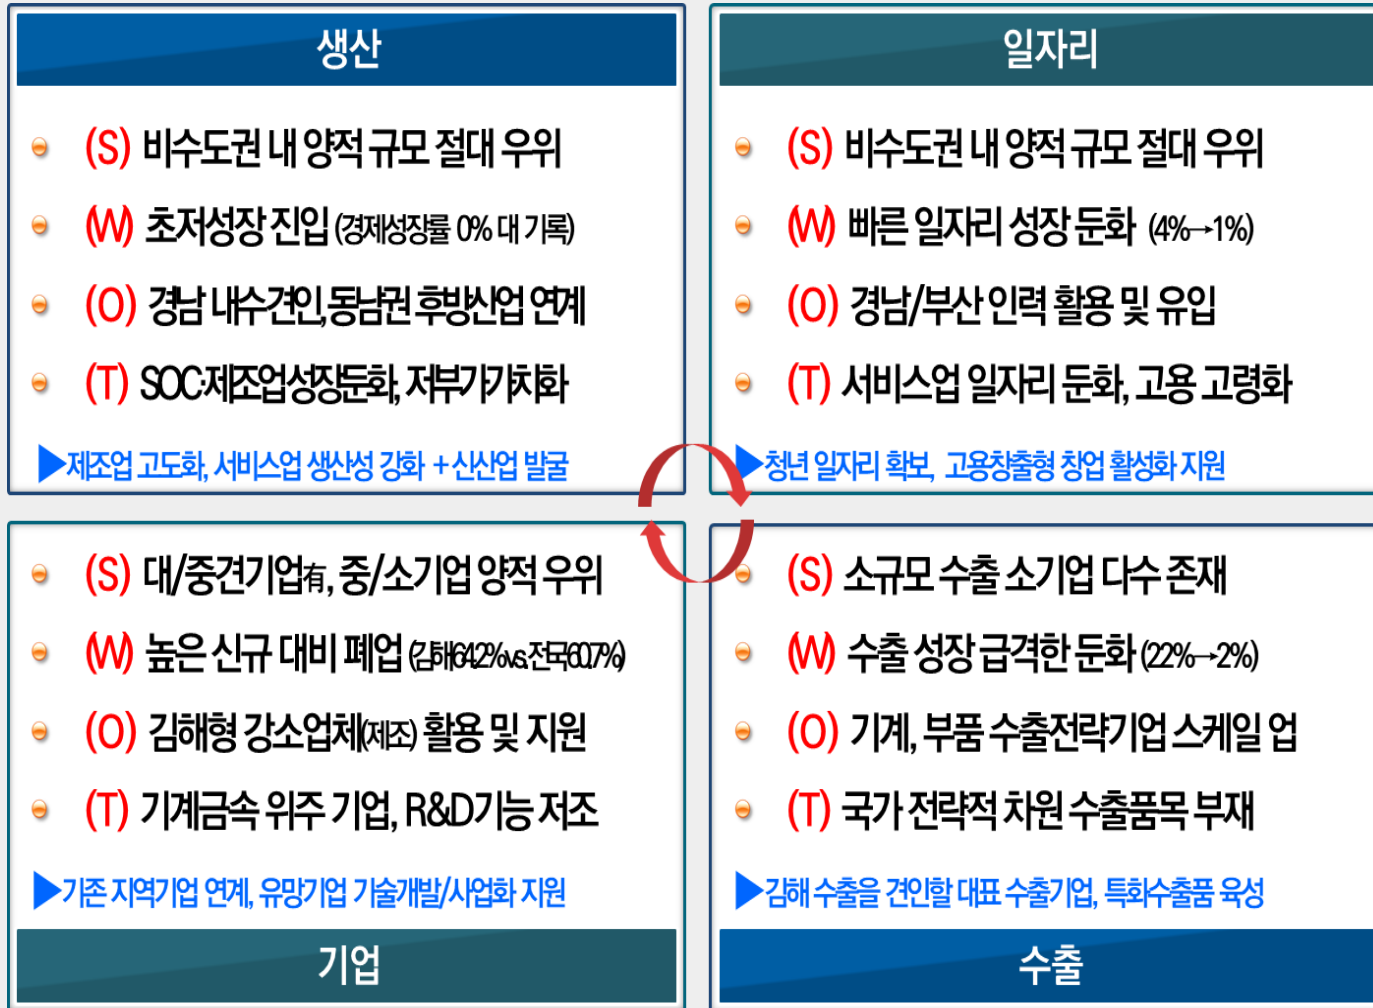 생산
(S) 비수도권 내 양적 규모 절대 우위
(W) 초저성장 진입 (경제성장률 0% 대 기록)
(O) 경남 내수견인,동남권 후방산업 연계
(T) SOC·제조업성장둔화, 저부가가치화
▶제조업 고도화, 서비스업 생산성 강화 + 신산업 발굴
일자리
(S) 비수도권 내 양적 규모 절대 우위
(W) 빠른 일자리 성장 둔화 (4%→1%)
(O) 경남/부산 인력 활용 및 유입
(T) 서비스업 일자리 둔화, 고용 고령화
▶청년 일자리 확보, 고용창출형 창업 활성화 지원
(S) 대/중견기업有, 중/소기업 양적 우위
(W) 높은 신규 대비 폐업 (김해64.2%vs.전국60.7%)
(O) 김해형 강소업체(제조) 활용 및 지원
(T) 기계금속 위주 기업, R&D기능 저조
▶기존 지역기업 연계, 유망기업 기술개발/사업화 지원
기업
(S) 소규모 수출 소기업 다수 존재
(W) 수출 성장 급격한 둔화 (22%→2%)
(O) 기계, 부품 수출전략기업 스케일 업
(T) 국가 전략적 차원 수출품목 부재
▶김해 수출을 견인할 대표 수출기업, 특화수출품 육성
수출